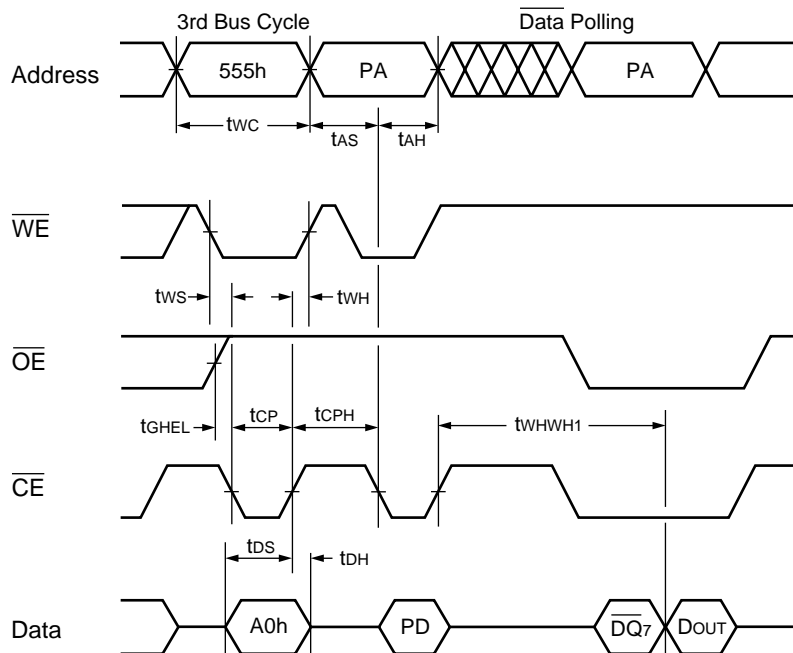 3rd Bus Cycle Data Polling
Address 555h PA PA
tWC tAS tAH
WE
tWS tWH
OE
tGHEL tCP tCPH tWHWH1
CE
tDS tDH
Data A0h PD DQ7 DOUT